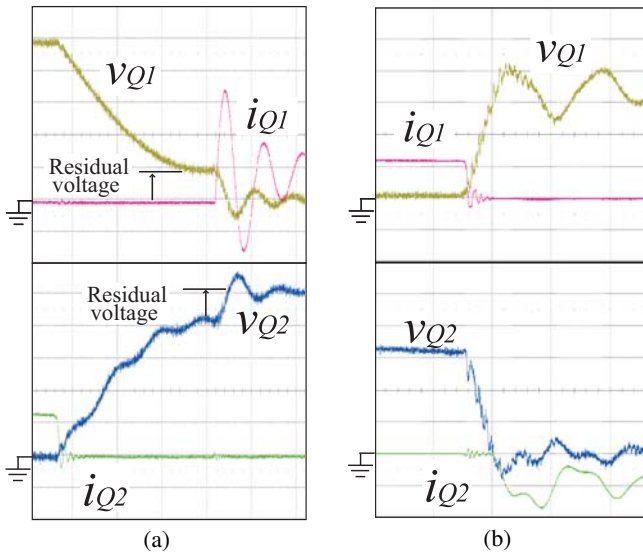 vQ1
iQ1
Residual
voltage
Residual
voltage
vQ2
iQ2
(a)
vQ1
iQ1
vQ2
iQ2
(b)